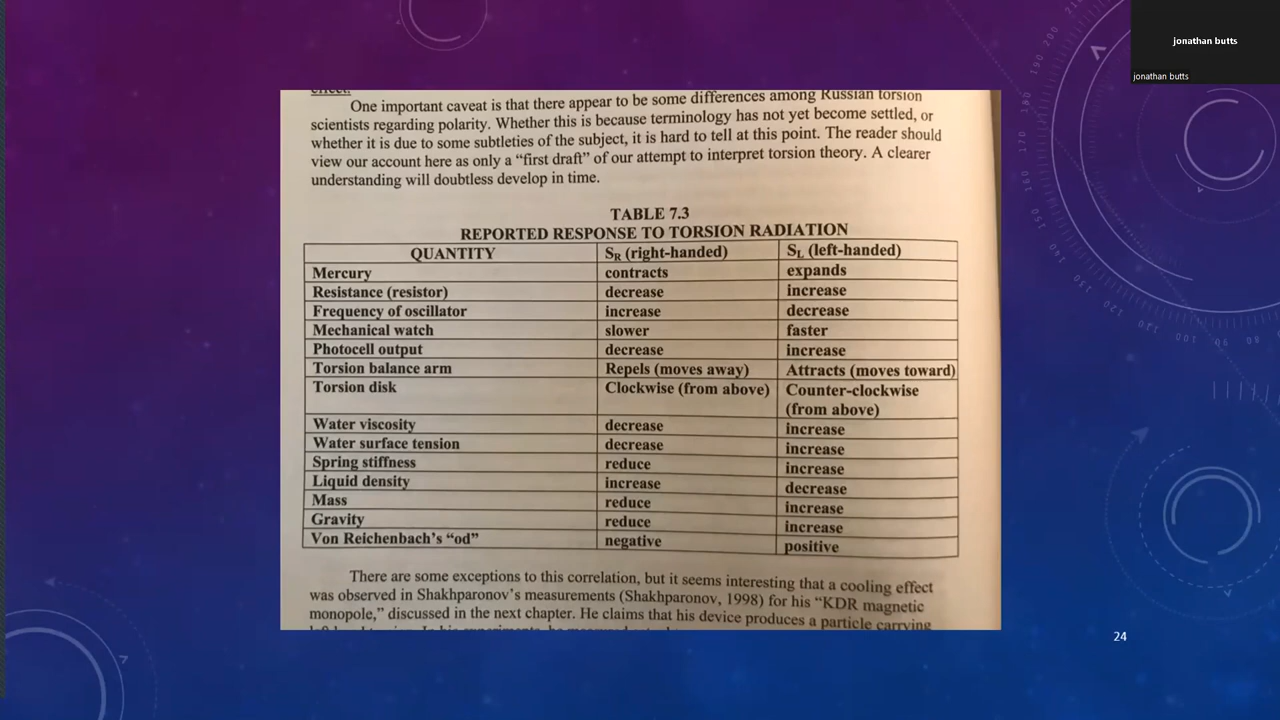 jonathan butts
jonathan butts
effect.
One important caveat is that there appear to be some differences among Russian torsion
scientists regarding polarity. Whether this is because terminology has not yet become settled, or
whether it is due to some subtleties of the subject, it is hard to tell at this point. The reader should
view our account here as only a “first draft” of our attempt to interpret torsion theory. A clearer
understanding will doubtless develop in time.
TABLE 7.3
REPORTED RESPONSE TO TORSION RADIATION
QUANTITY SR (right-handed) SL (left-handed)
Mercury contracts expands
Resistance (resistor) decrease increase
Frequency of oscillator increase decrease
Mechanical watch slower faster
Photocell output decrease increase
Torsion balance arm Repels (moves away) Attracts (moves toward)
Torsion disk Clockwise (from above) Counter-clockwise
(from above)
Water viscosity decrease increase
Water surface tension decrease increase
Spring stiffness reduce increase
Liquid density increase decrease
Mass reduce increase
Gravity reduce increase
Von Reichenbach’s “od” negative positive
There are some exceptions to this correlation, but it seems interesting that a cooling effect
was observed in Shakhparonov’s measurements (Shakhparonov, 1998) for his “KDR magnetic
monopole,” discussed in the next chapter. He claims that his device produces a particle carrying
24